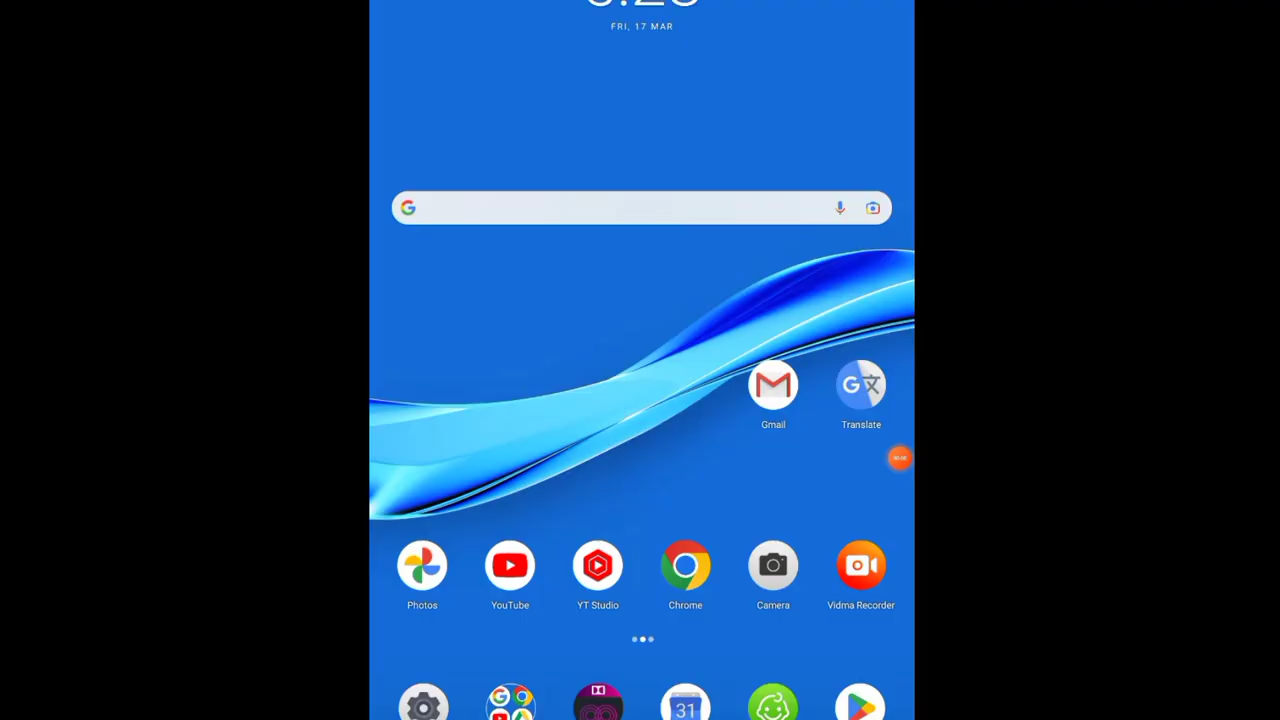 FRI, 17 MAR
Gmail
Translate
Photos
YouTube
YT Studio
Chrome
Camera
Vidma Recorder
31